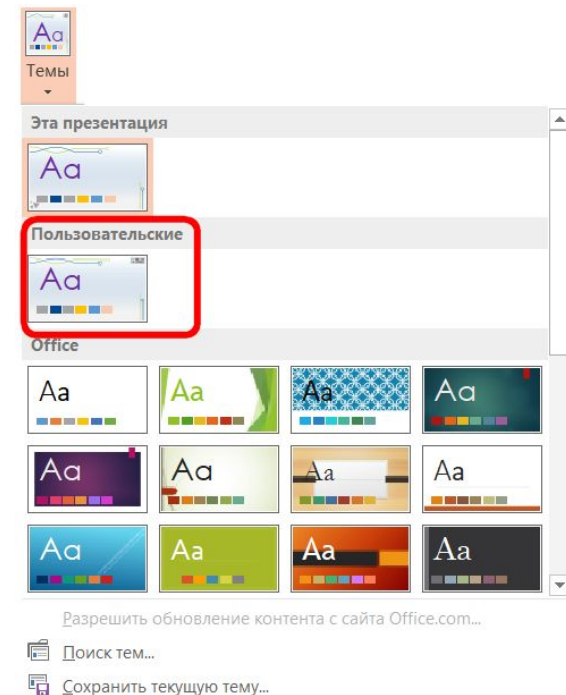 Aa
Темы
Эта презентация
Aa
Пользовательские
Aa
Office
Aa Aa Aa Aa
Aa Aa Aa Aa
Aa Aa Aa Aa
Разрешить обновление контента с сайта Office.com...
Поиск тем...
Сохранить текущую тему...